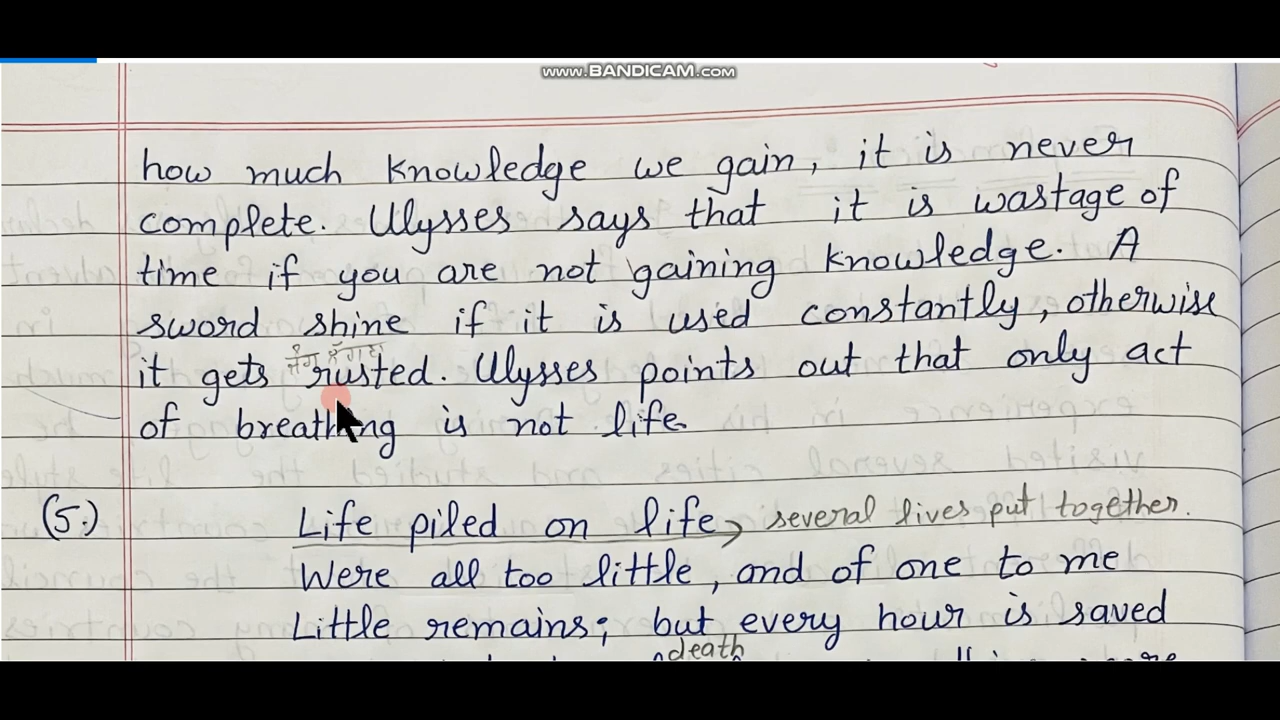 www.BANDICAM.com
how much knowledge we gain, it is never
complete. Ulysses says that it is wastage of
time if you are not gaining knowledge. A
sword shine if it is used constantly, otherwise
ਜੰਗ ਲੱਗਣਾ
it gets rusted. Ulysses points out that only act
of breathing is not life.
(5.) Life piled on life, several lives put together.
Were all too little, and of one to me
Little remains; but every hour is saved
death